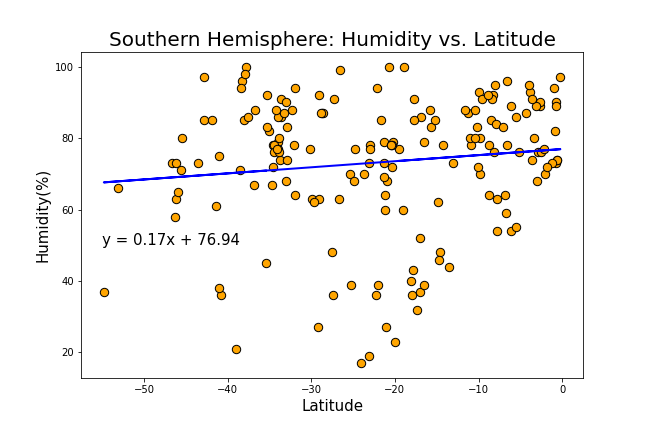 Southern Hemisphere: Humidity vs. Latitude
100
80
60
40
20
Humidity(%)
y = 0.17x + 76.94
−50 −40 −30 −20 −10 0
Latitude